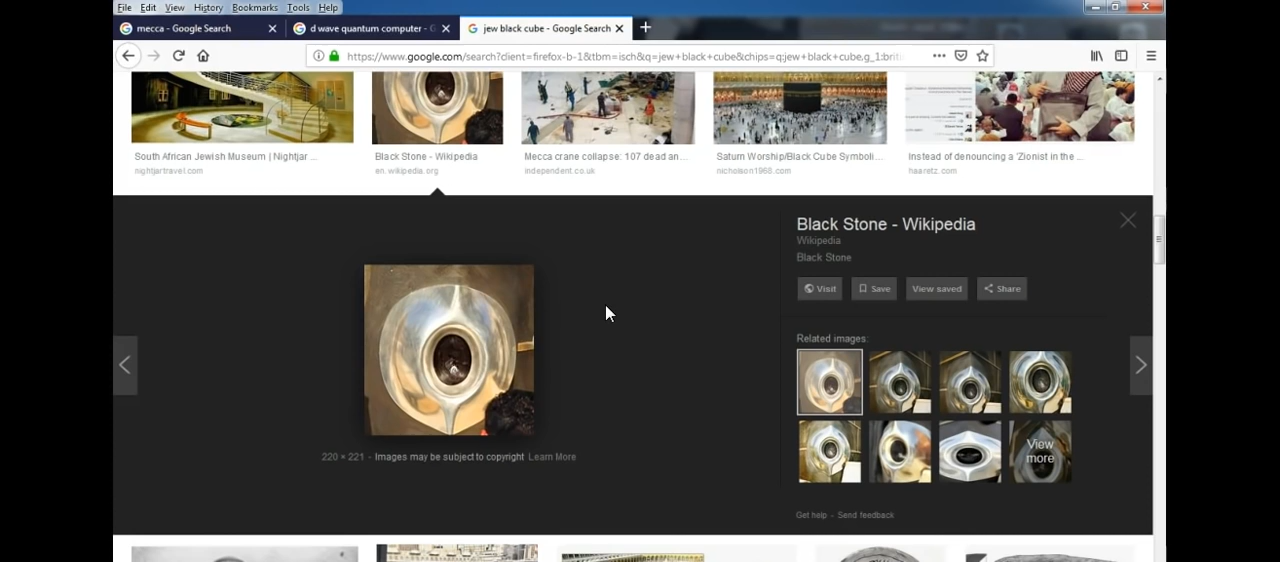 File Edit View History Bookmarks Tools Help
mecca - Google Search
d wave quantum computer - G
jew black cube - Google Search
https://www.google.com/search?client=firefox-b-1&tbm=isch&q=jew+black+cube&chips=q:jew+black+cube,g_1:briti
South African Jewish Museum | Nightjar ...
nightjartravel.com
Black Stone - Wikipedia
en.wikipedia.org
Mecca crane collapse: 107 dead an...
independent.co.uk
Saturn Worship/Black Cube Symboli...
nicholson1968.com
Instead of denouncing a 'Zionist in the ...
haaretz.com
Black Stone - Wikipedia
Wikipedia
Black Stone
Visit Save View saved Share
Related images:
View more
220 × 221 - Images may be subject to copyright Learn More
Get help - Send feedback